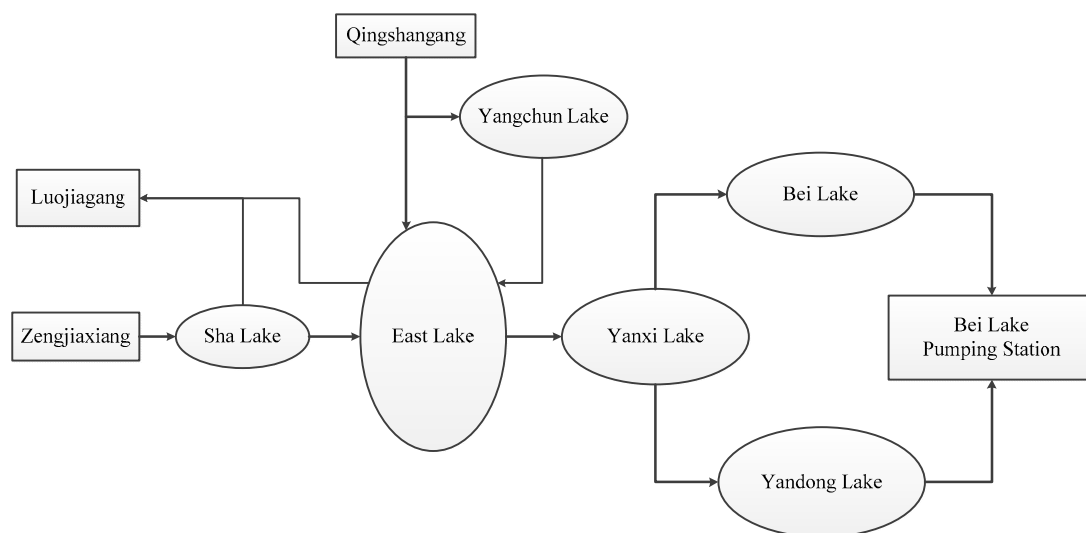 Qingshangang
Yangchun Lake
Luojiagang
Bei Lake
Zengjiaxiang
Sha Lake
East Lake
Yanxi Lake
Bei Lake
Pumping Station
Yandong Lake